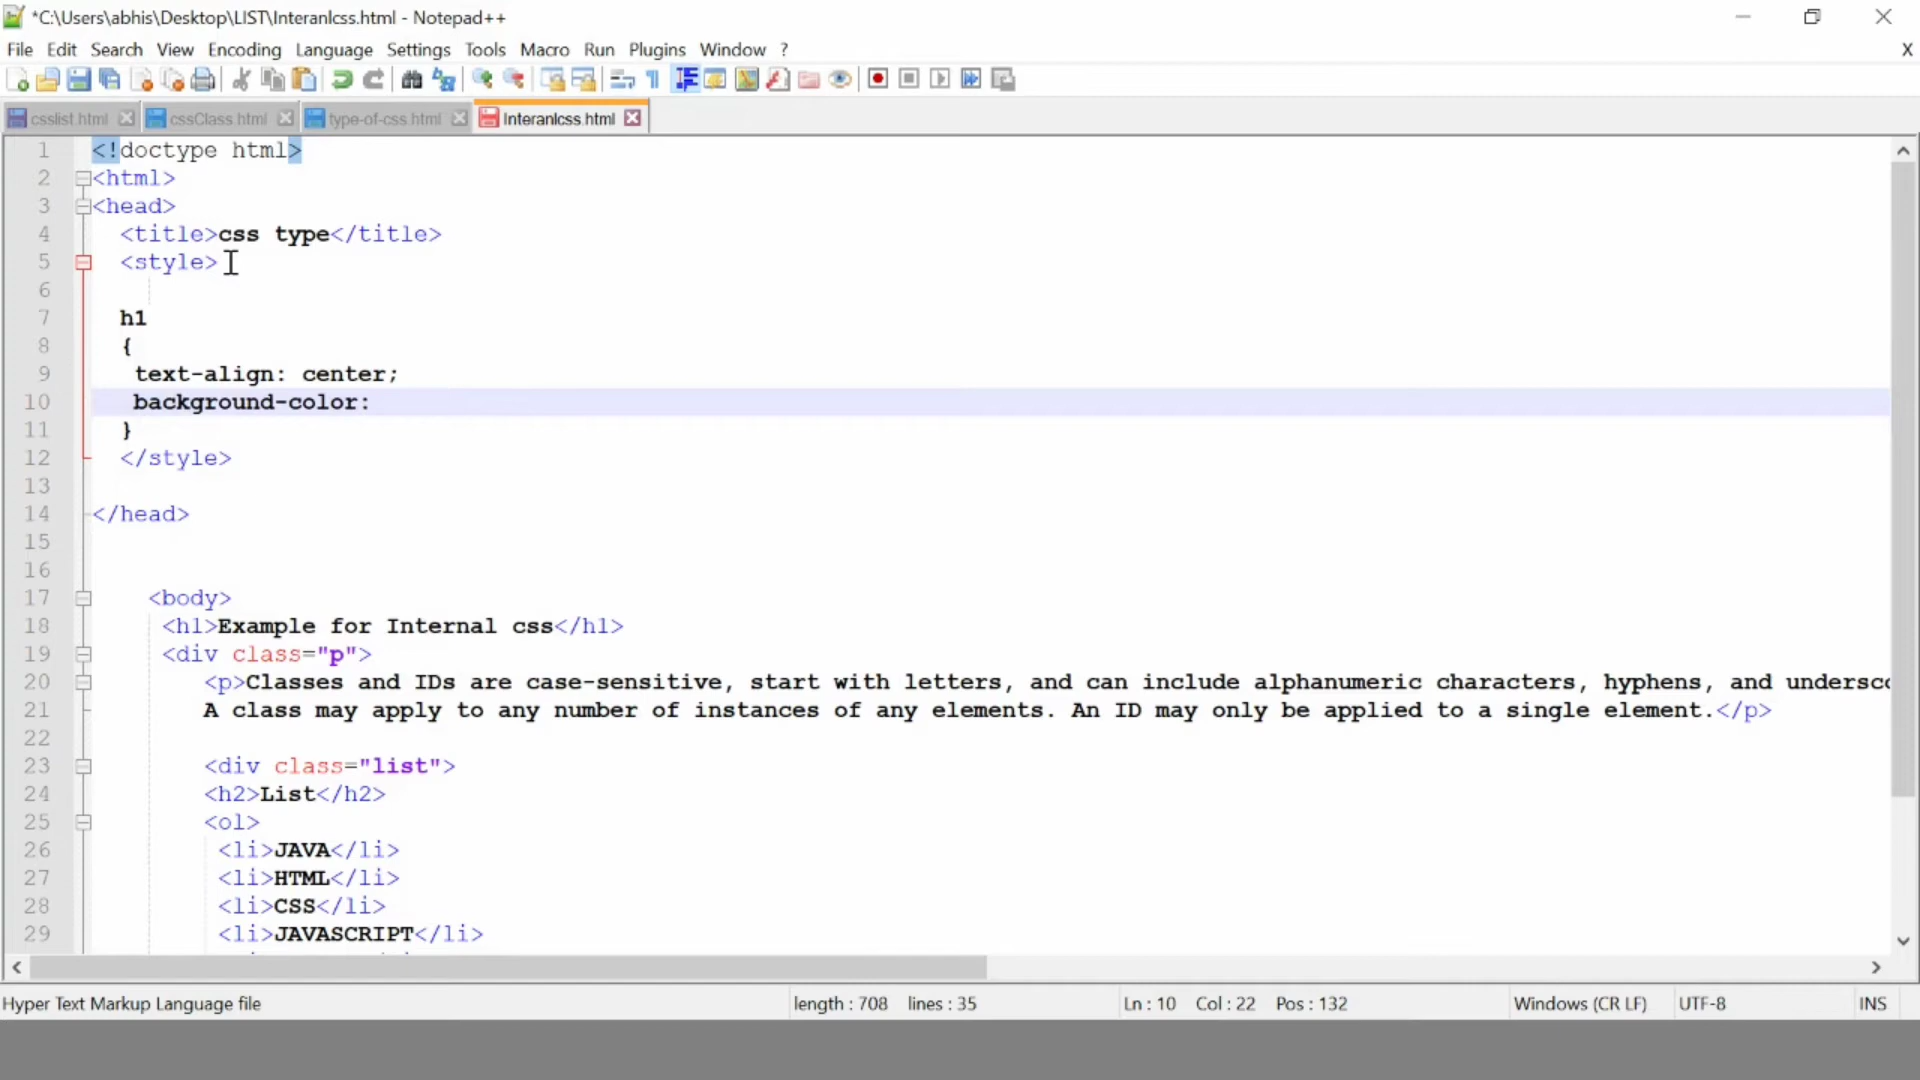 *C:\Users\abhis\Desktop\LIST\Interanlcss.html - Notepad++
File Edit Search View Encoding Language Settings Tools Macro Run Plugins Window ?
X
csslist.html cssClass.html type-of-css.html Interanlcss.html
1 <!doctype html>
2 <html>
3 <head>
4 <title>css type</title>
5 <style>
6
7 h1
8 {
9 text-align: center;
10 background-color:
11 }
12 </style>
13
14 </head>
15
16
17 <body>
18 <h1>Example for Internal css</h1>
19 <div class="p">
20 <p>Classes and IDs are case-sensitive, start with letters, and can include alphanumeric characters, hyphens, and undersc
21 A class may apply to any number of instances of any elements. An ID may only be applied to a single element.</p>
22
23 <div class="list">
24 <h2>List</h2>
25 <ol>
26 <li>JAVA</li>
27 <li>HTML</li>
28 <li>CSS</li>
29 <li>JAVASCRIPT</li>
Hyper Text Markup Language file length : 708 lines : 35 Ln : 10 Col : 22 Pos : 132 Windows (CR LF) UTF-8 INS